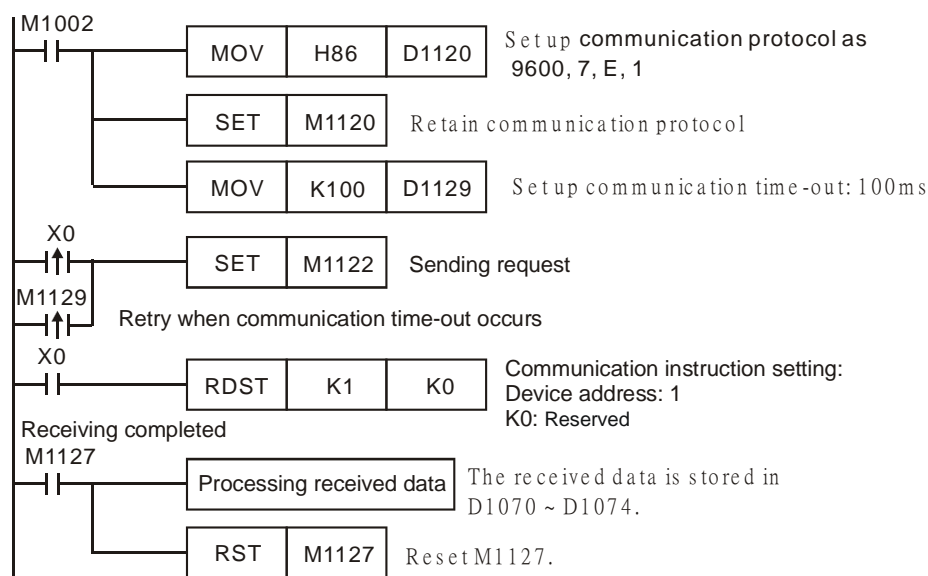 M1002
MOV H86 D1120 Setup communication protocol as
9600, 7, E, 1
SET M1120 Retain communication protocol
MOV K100 D1129 Setup communication time-out: 100ms
X0
SET M1122 Sending request
M1129
Retry when communication time-out occurs
X0
RDST K1 K0 Communication instruction setting:
Device address: 1
K0: Reserved
Receiving completed
M1127
Processing received data The received data is stored in
D1070 ~ D1074.
RST M1127 Reset M1127.